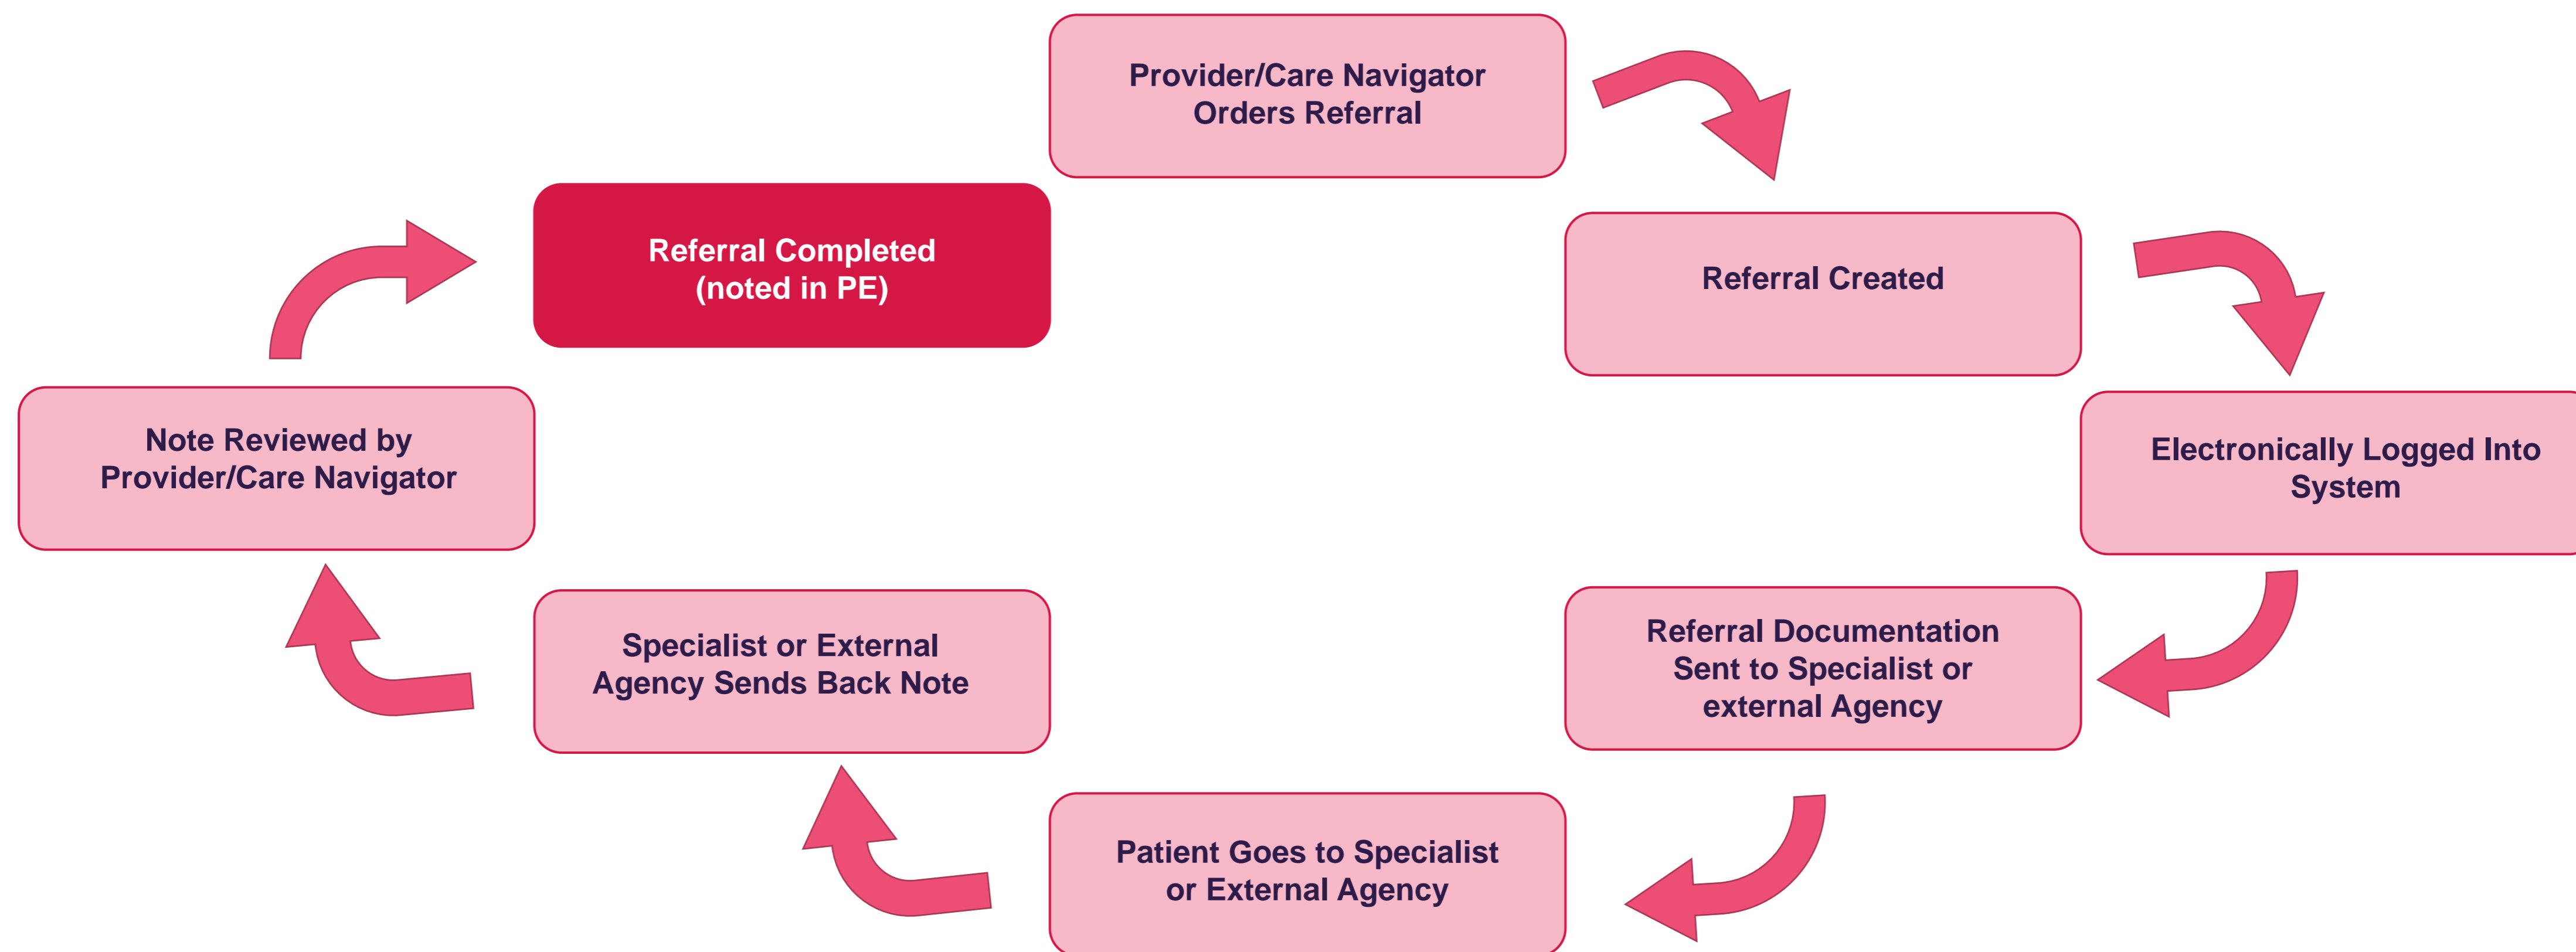 Provider/Care Navigator
Orders Referral
Referral Created
Electronically Logged Into
System
Referral Documentation
Sent to Specialist or
external Agency
Patient Goes to Specialist
or External Agency
Specialist or External
Agency Sends Back Note
Note Reviewed by
Provider/Care Navigator
Referral Completed
(noted in PE)